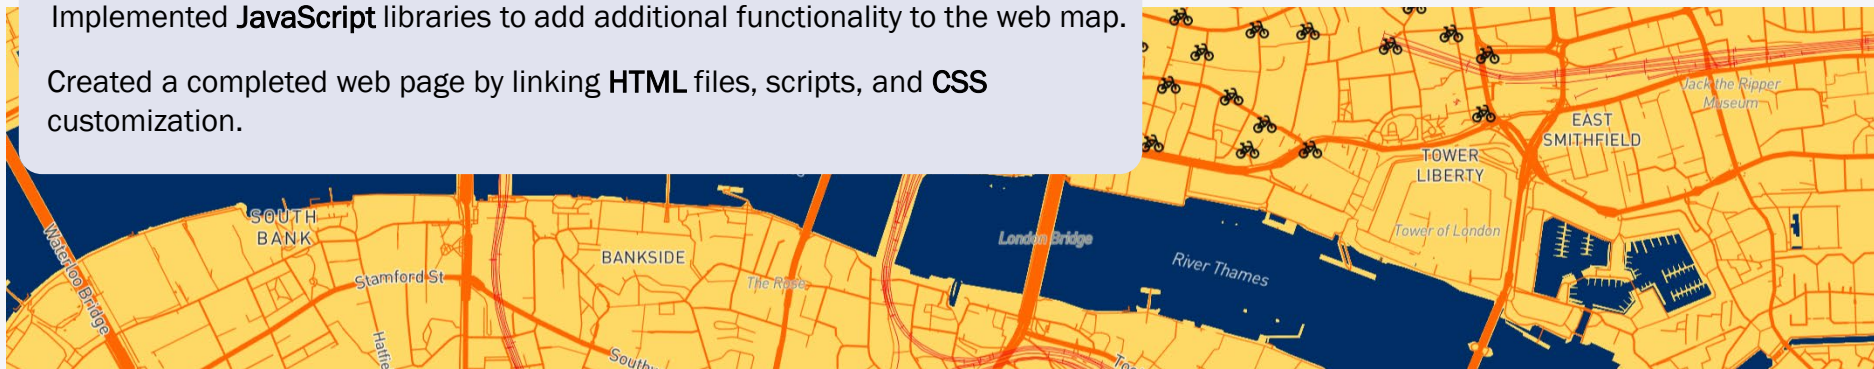 Implemented JavaScript libraries to add additional functionality to the web map.
Created a completed web page by linking HTML files, scripts, and CSS
customization.
Jack the Ripper
Museum
EAST
SMITHFIELD
TOWER
LIBERTY
SOUTH
BANK
Waterloo Bridge
Stamford St
BANKSIDE
The Rose
London Bridge
River Thames
Tower of London